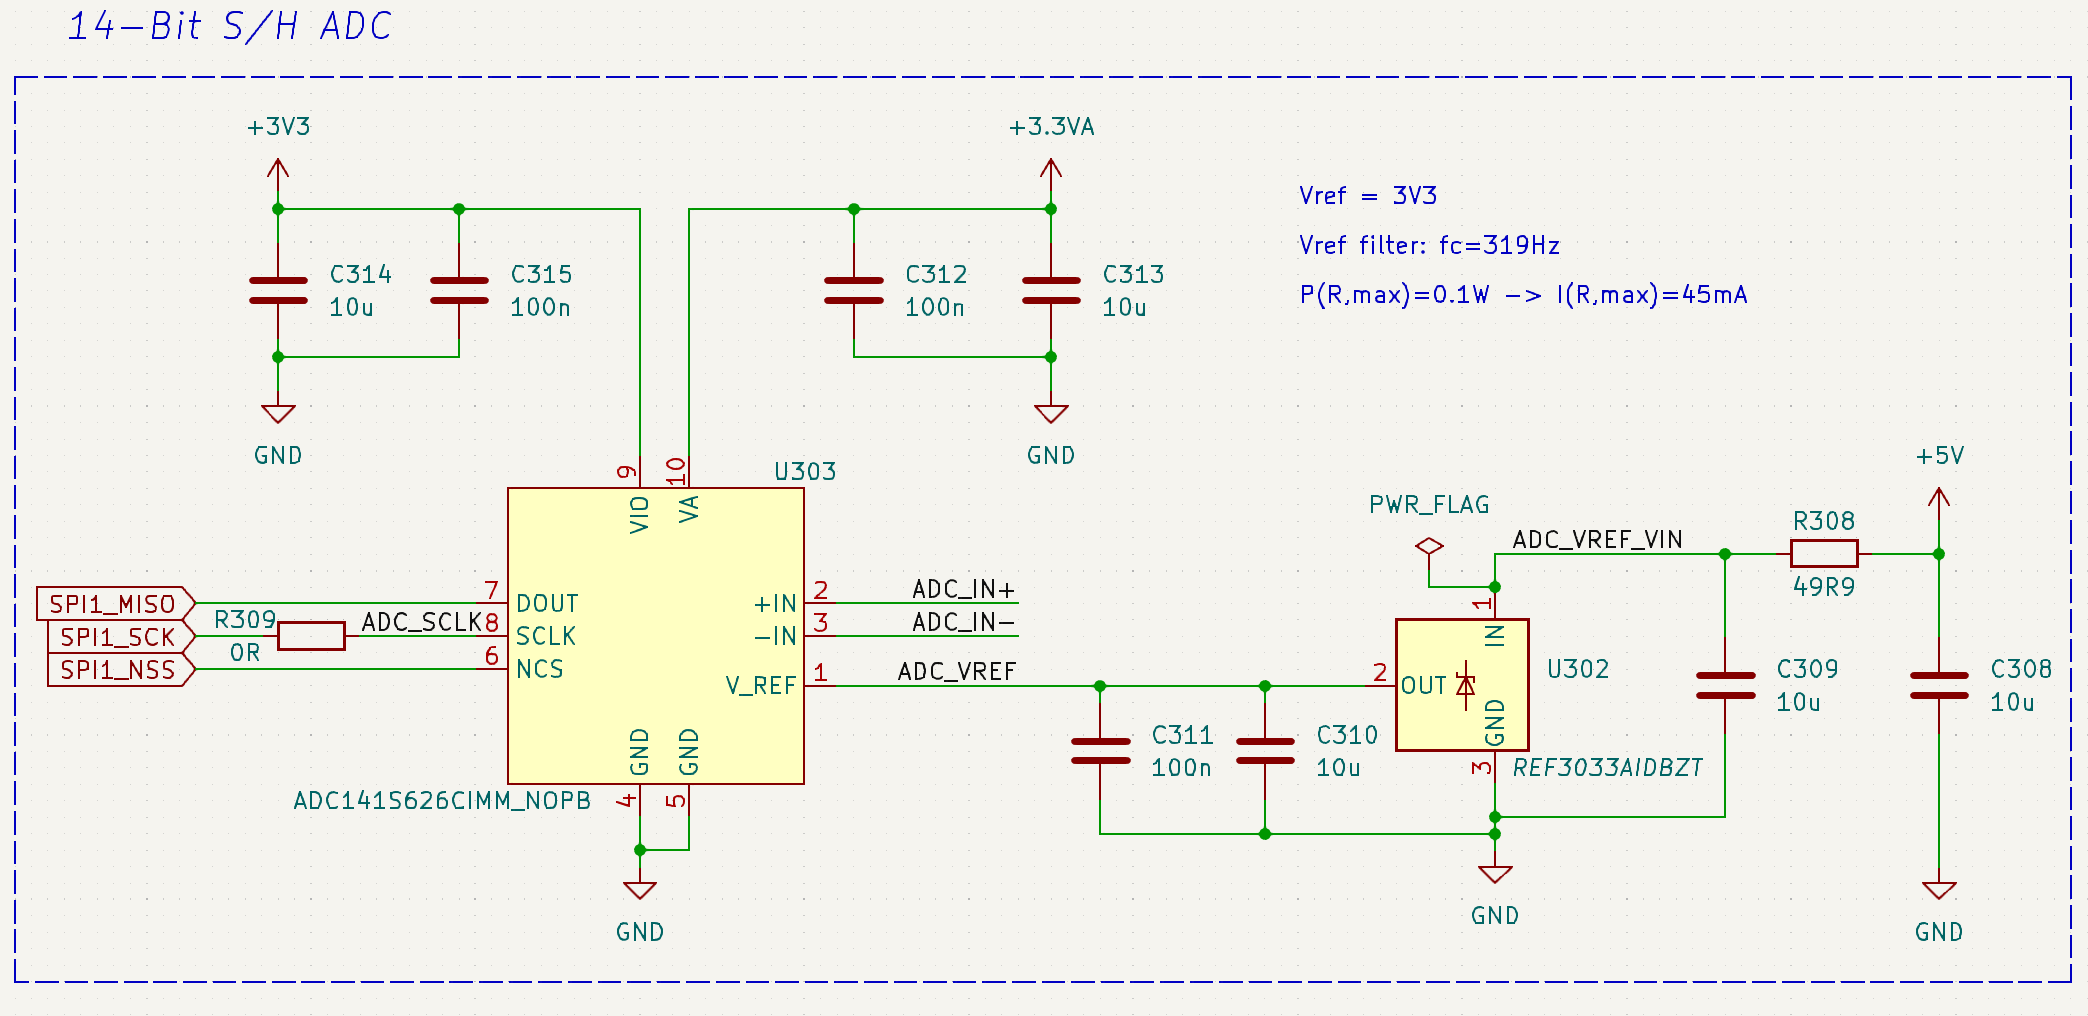 14-Bit S/H ADC
+3V3
+3.3VA
Vref = 3V3
Vref filter: fc=319Hz
P(R,max)=0.1W -> I(R,max)=45mA
C314
10u
C315
100n
C312
100n
C313
10u
GND
GND
U303
9
10
VIO
VA
SPI1_MISO
SPI1_SCK
SPI1_NSS
R309
0R
ADC_SCLK
7
8
6
DOUT
SCLK
NCS
+IN
-IN
V_REF
2
3
1
ADC_IN+
ADC_IN-
ADC_VREF
GND
GND
4
5
ADC141S626CIMM_NOPB
GND
C311
100n
C310
10u
PWR_FLAG
ADC_VREF_VIN
1
IN
2
OUT
GND
3
U302
REF3033AIDBZT
GND
R308
49R9
+5V
C309
10u
C308
10u
GND